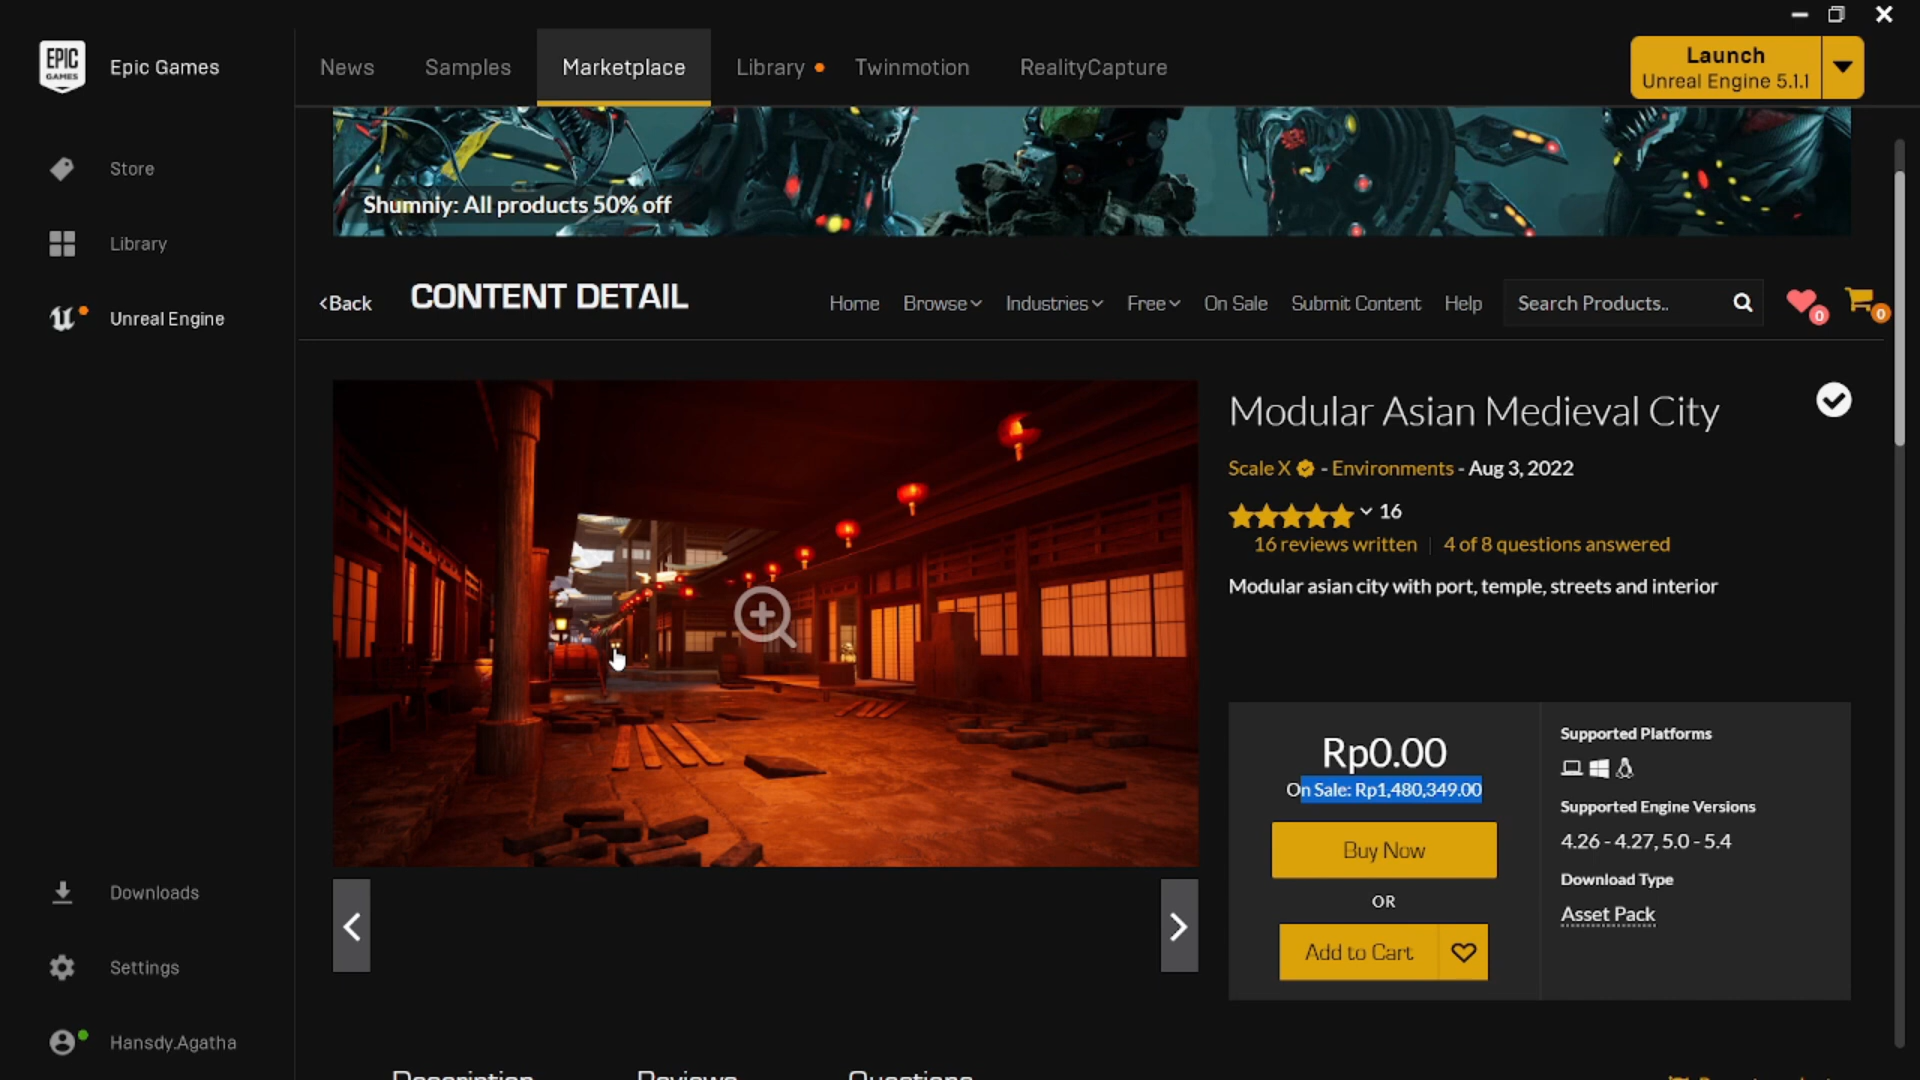 EPIC
GAMES
Epic Games
News
Samples
Marketplace
Library
Twinmotion
RealityCapture
Launch
Unreal Engine 5.1.1
Store
Library
Unreal Engine
Downloads
Settings
Hansdy.Agatha
Shumniy: All products 50% off
<Back
CONTENT DETAIL
Home
Browse
Industries
Free
On Sale
Submit Content
Help
Search Products..
0
0
Modular Asian Medieval City
Scale X - Environments - Aug 3, 2022
16
16 reviews written | 4 of 8 questions answered
Modular asian city with port, temple, streets and interior
Rp0.00
On Sale: Rp1,480,349.00
Buy Now
OR
Add to Cart
Supported Platforms
Supported Engine Versions
4.26 - 4.27, 5.0 - 5.4
Download Type
Asset Pack
Description
Reviews
Questions